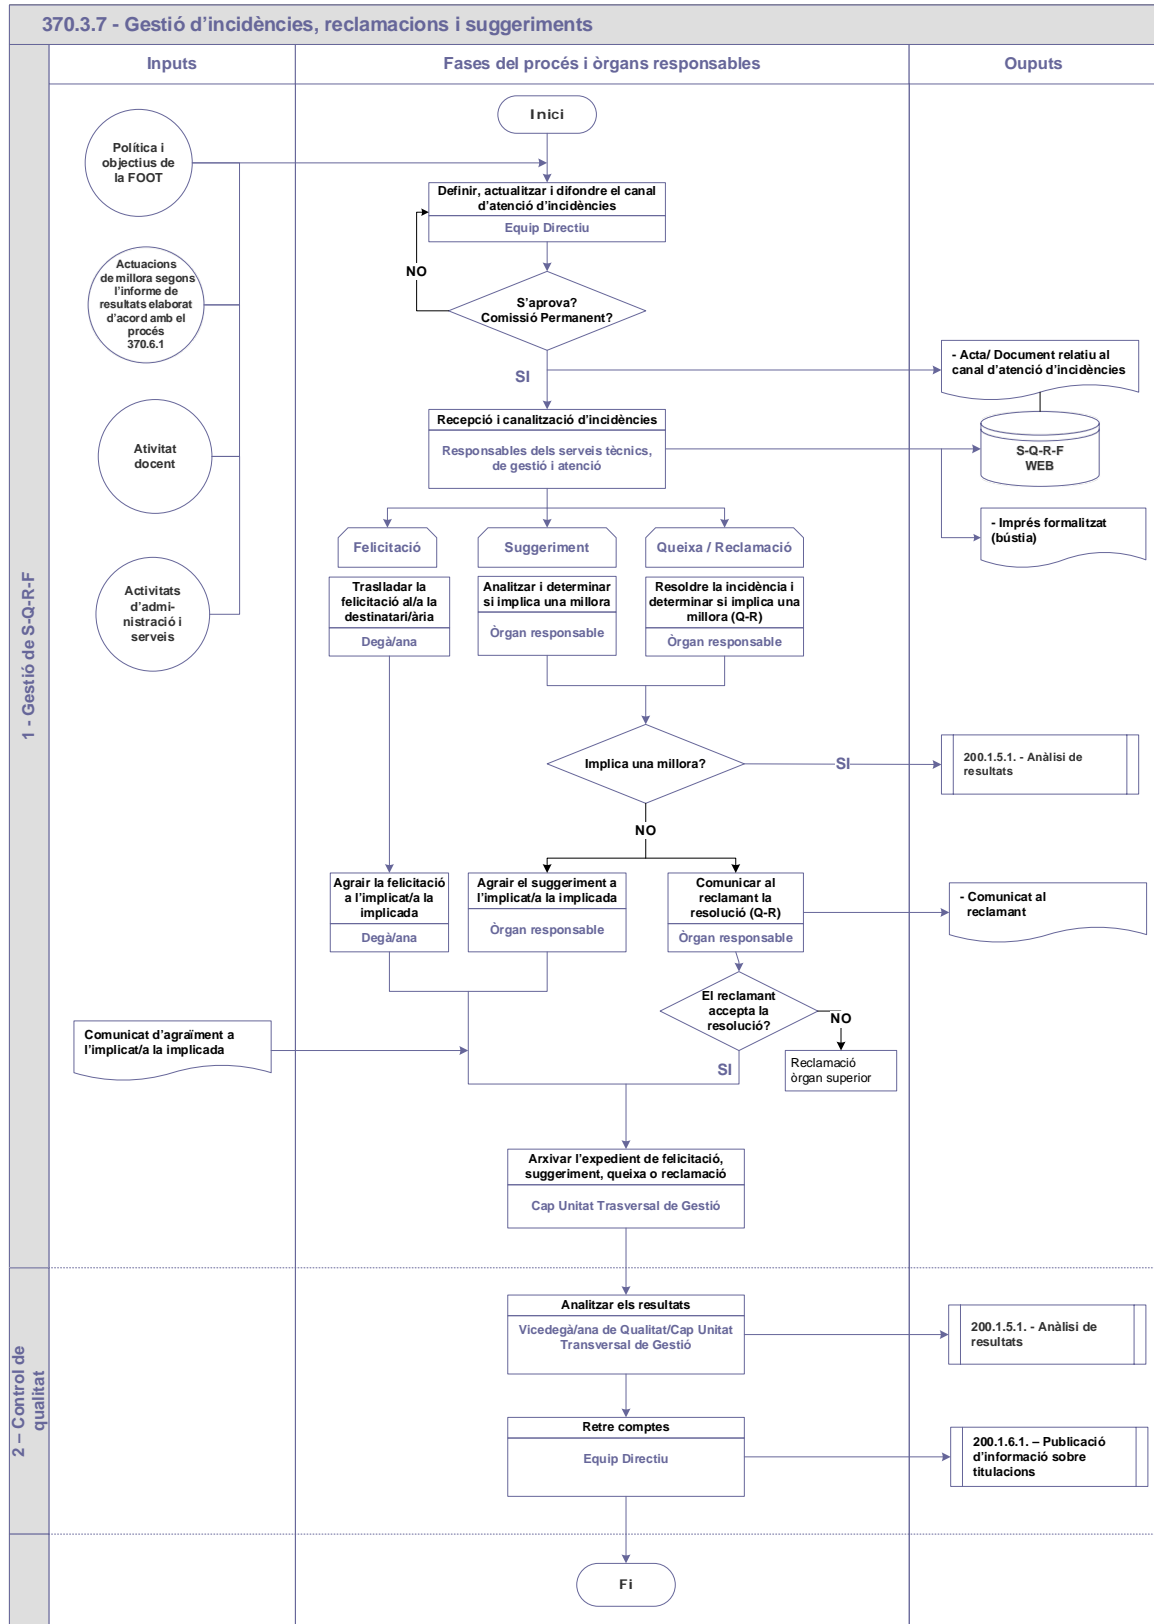 370.3.7 - Gestió d'incidències, reclamacions i suggeriments
Inputs
Fases del procés i òrgans responsables
Ouputs
1 - Gestió de S-Q-R-F
Inici
Política i
objectius de
la FOOT
Definir, actualitzar i difondre el canal
d'atenció d'incidències
Equip Directiu
Actuacions
de millora segons
l'informe de
resultats elaborat
d'acord amb el
procés
370.6.1
NO
S'aprova?
Comissió Permanent?
SI
- Acta/ Document relatiu al
canal d'atenció d'incidències
Ativitat
docent
Recepció i canalització d'incidències
Responsables dels serveis tècnics,
de gestió i atenció
S-Q-R-F
WEB
- Imprés formalitzat
(bústia)
Felicitació
Suggeriment
Queixa / Reclamació
Activitats
d'admi-
nistració i
serveis
Traslladar la
felicitació al/a la
destinatari/ària
Degà/ana
Analitzar i determinar
si implica una millora
Òrgan responsable
Resoldre la incidència i
determinar si implica una
millora (Q-R)
Òrgan responsable
Implica una millora?
SI
200.1.5.1. - Anàlisi de
resultats
NO
Agrair la felicitació
a l'implicat/a la
implicada
Degà/ana
Agrair el suggeriment a
l'implicat/a la implicada
Òrgan responsable
Comunicar al
reclamant la
resolució (Q-R)
Òrgan responsable
- Comunicat al
reclamant
El reclamant
accepta la
resolució?
NO
Reclamació
òrgan superior
SI
Comunicat d'agraïment a
l'implicat/a la implicada
Arxivar l'expedient de felicitació,
suggeriment, queixa o reclamació
Cap Unitat Trasversal de Gestió
2 – Control de
qualitat
Analitzar els resultats
Vicedegà/ana de Qualitat/Cap Unitat
Transversal de Gestió
200.1.5.1. - Anàlisi de
resultats
Retre comptes
Equip Directiu
200.1.6.1. – Publicació
d'informació sobre
titulacions
Fi